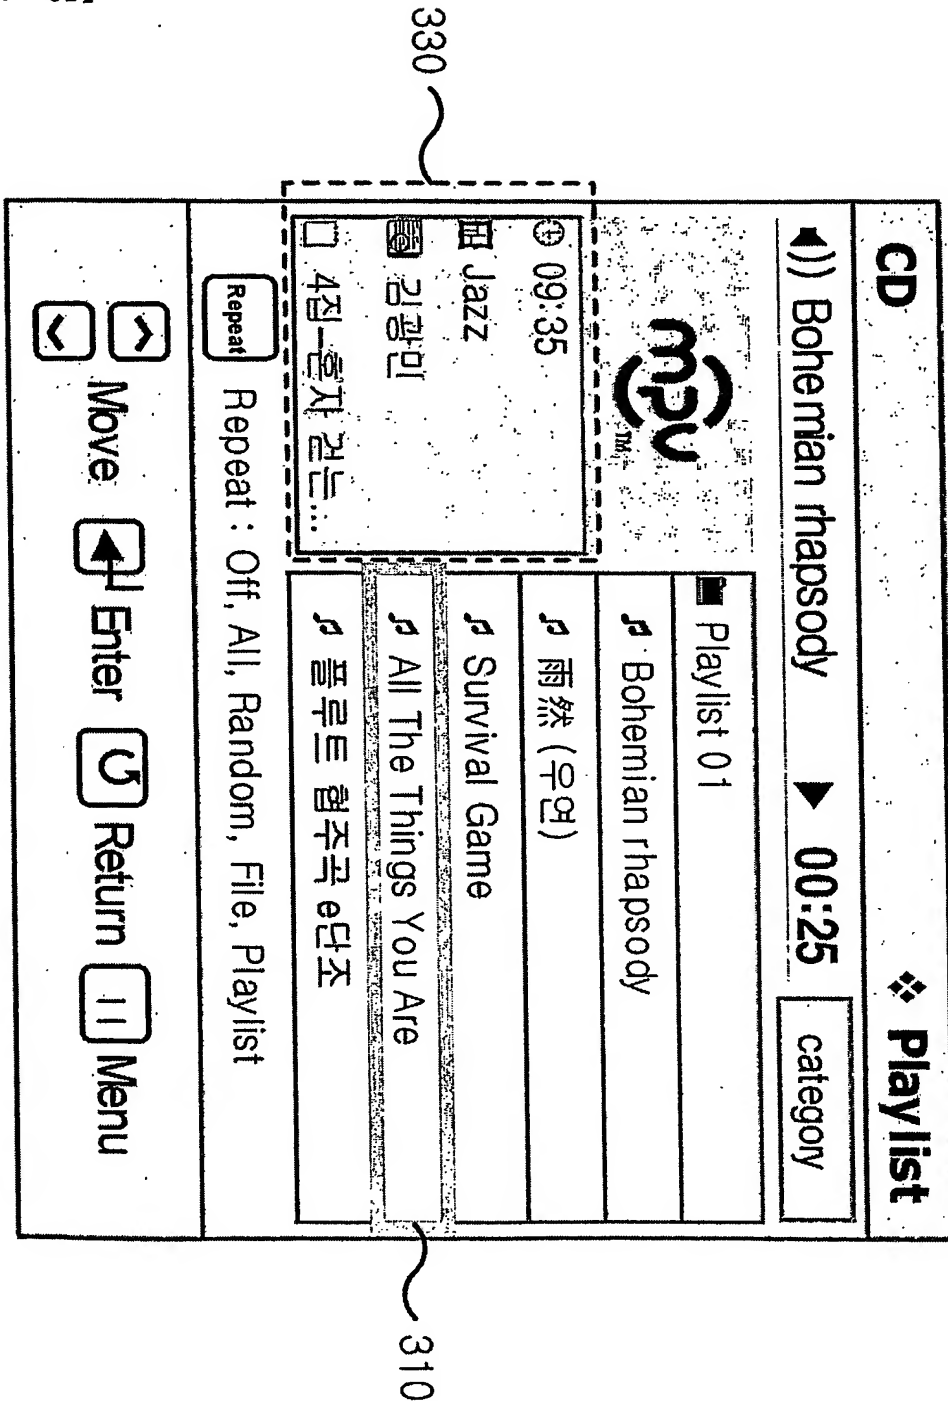 CD ❖ Playlist
Bohemian rhapsody ▶ 00:25 category
mpv TM
09:35
Jazz
김광민
4집-혼자 걷는...
Playlist 01
Bohemian rhapsody
雨然 (우연)
Survival Game
All The Things You Are
플루트 협주곡 e단조
Repeat Repeat : Off, All, Random, File, Playlist
Move Enter Return Menu
330
310